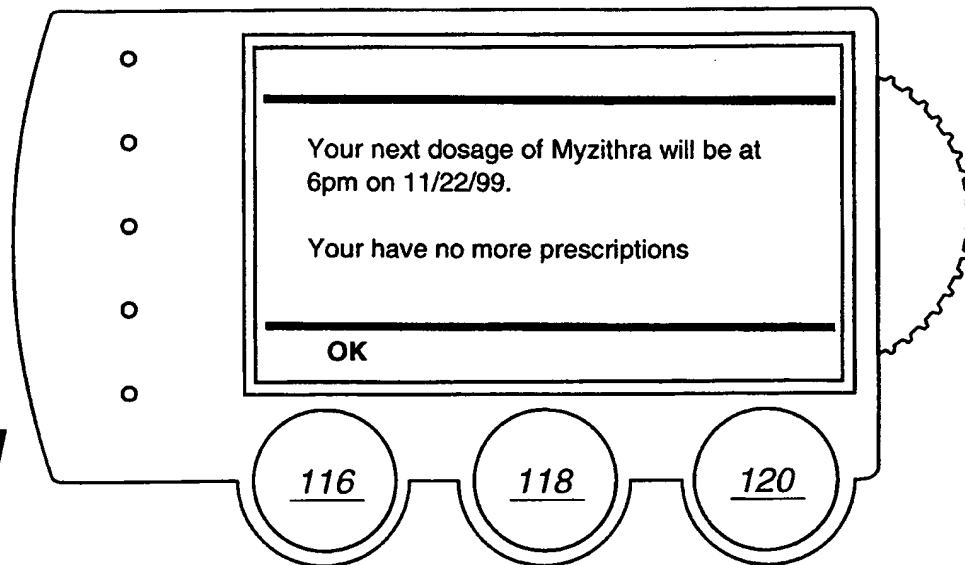 Your next dosage of Myzithra will be at
6pm on 11/22/99.
Your have no more prescriptions
OK
116 118 120